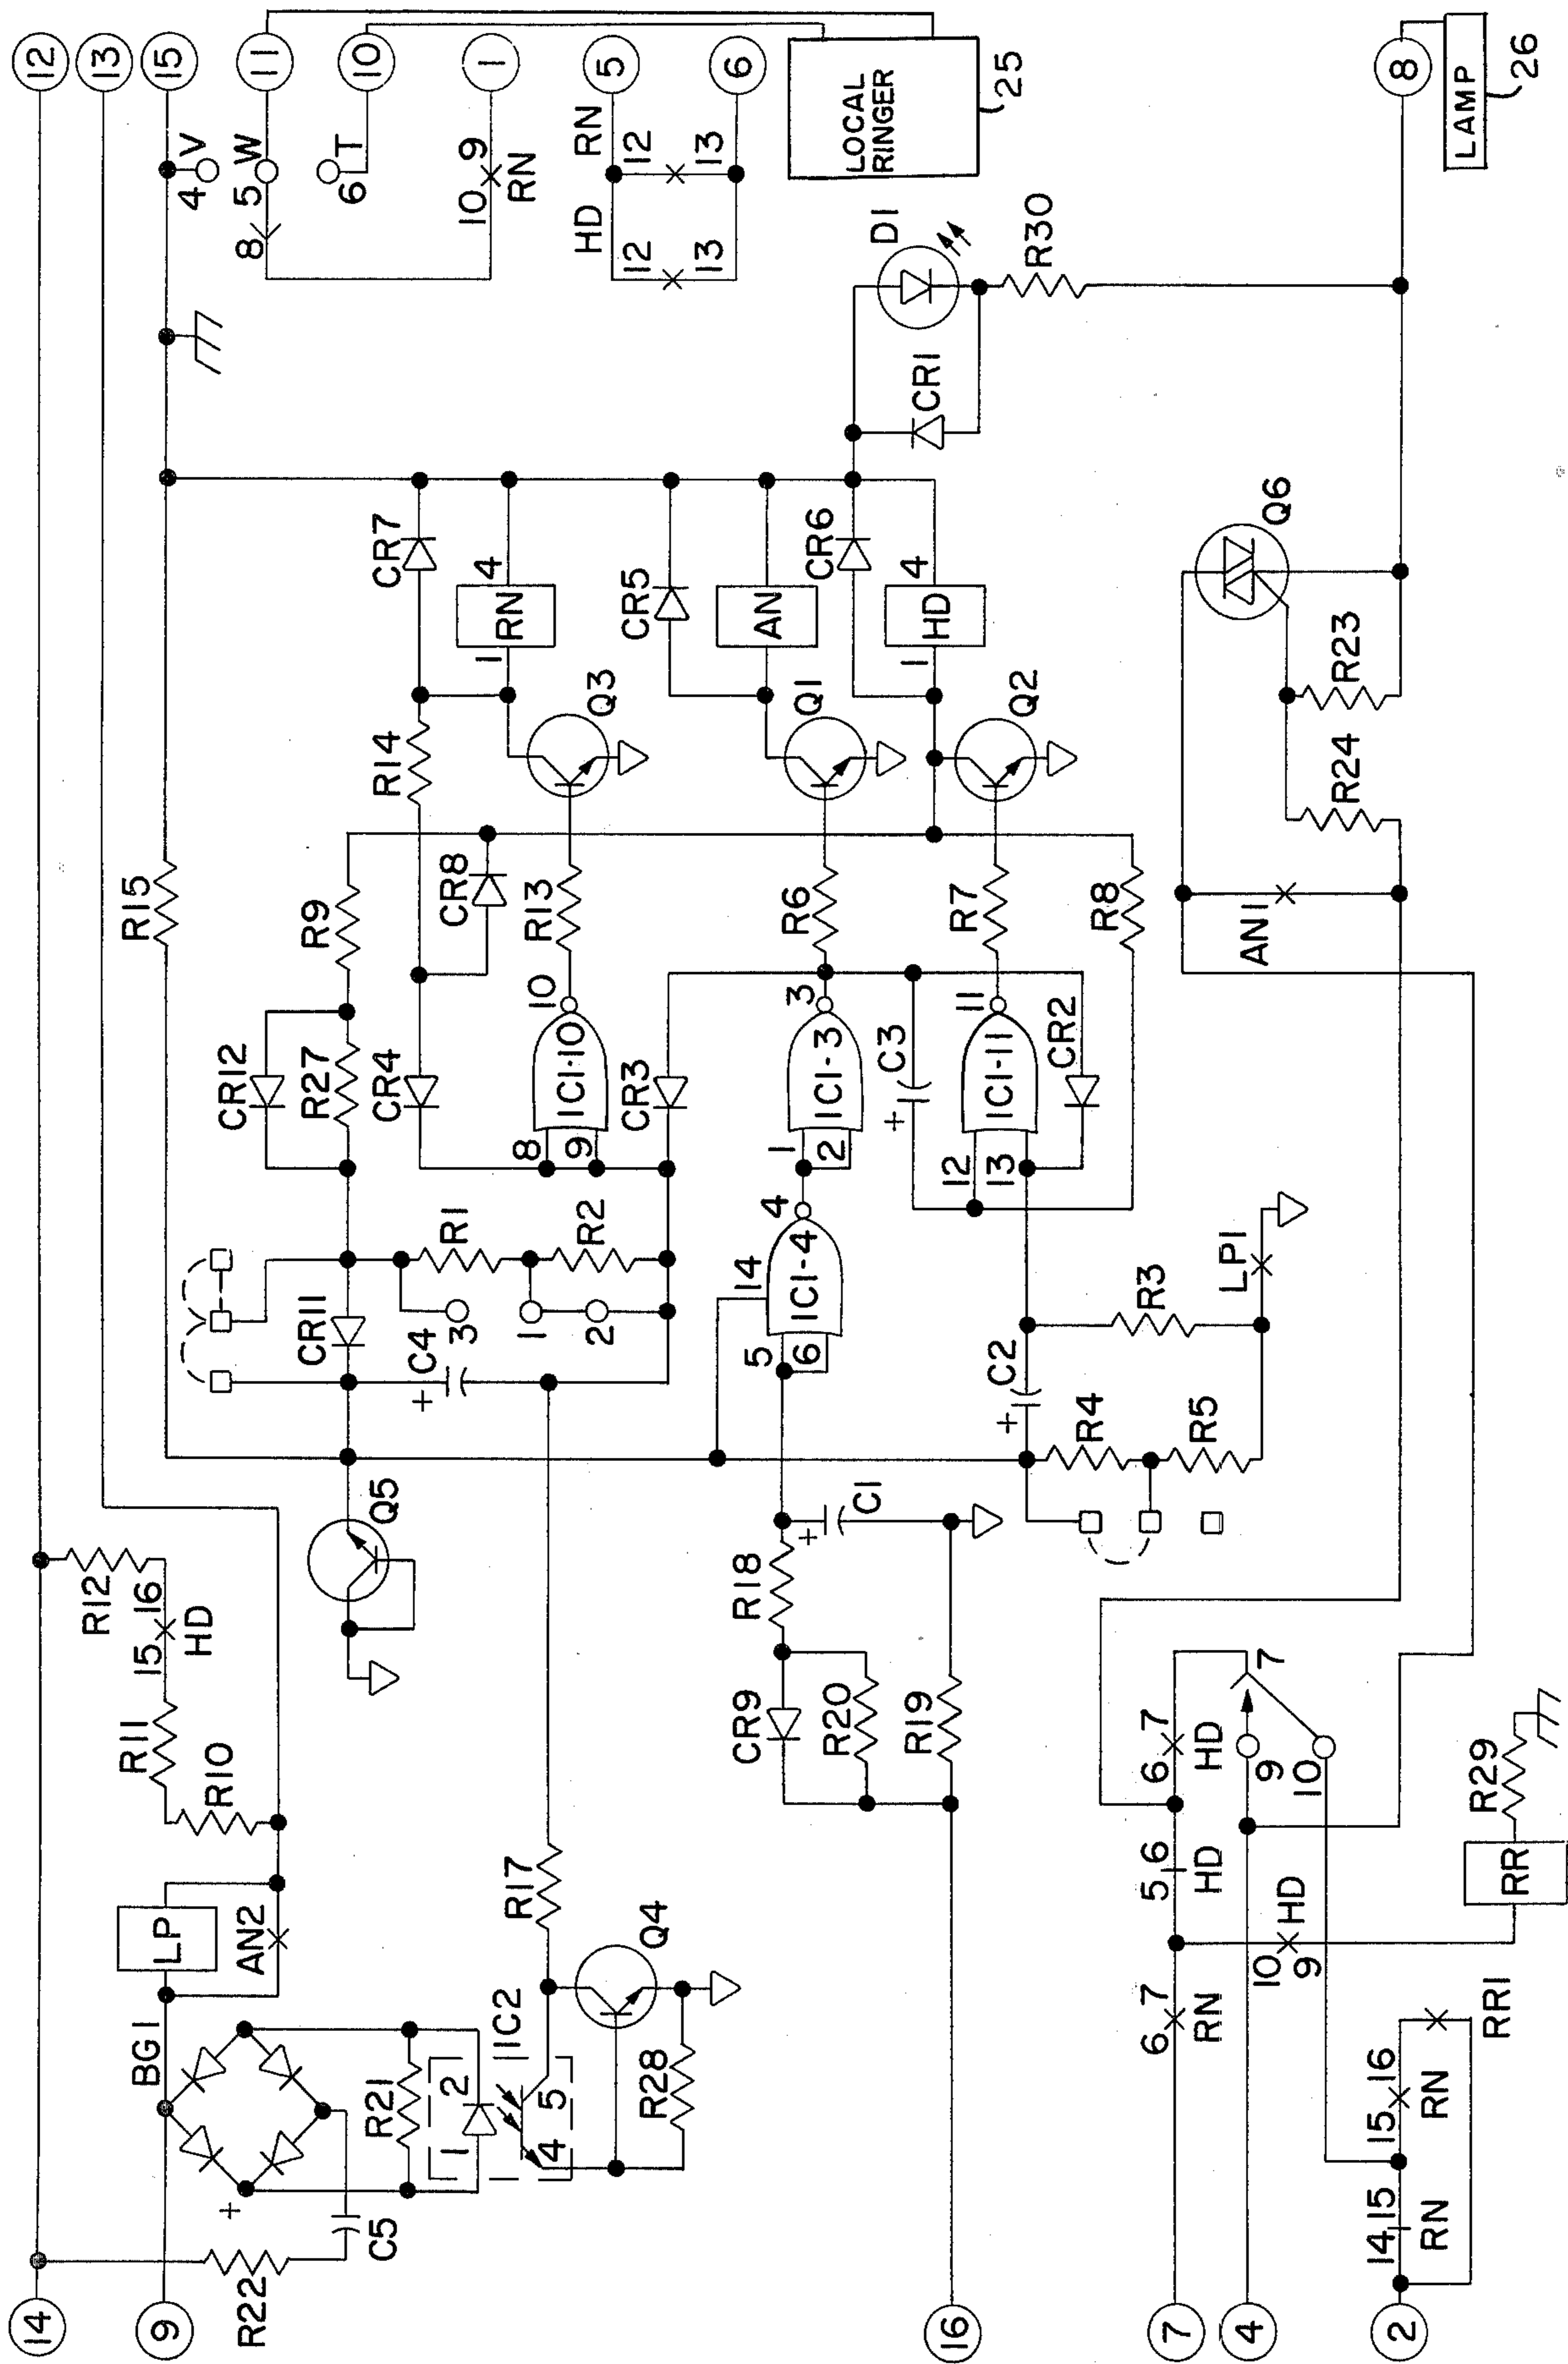 12
13
15
11
10
1
5
6
8
4 V
5 W
8
6 T
10 9
RN
HD RN
12 12
13 13
LOCAL
RINGER
25
LAMP
26
D1
R30
CR1
CR7
RN
1 4
CR5
AN
CR6
HD
1 4
Q6
R23
R24
AN1
R15
R14
Q3
Q1
Q2
R9
CR8
R13
R6
R7
R8
CR12
R27
CR4
IC1-10
8
9
10
CR3
IC1-3
1
2
3
C3
+
IC1-11
12
13
11
CR2
R1
R2
CR11
C4
+
3
1
2
IC1-4
14
5
6
4
C2
+
R3
LP1
R4
R5
Q5
R12
15 16
HD
R11
R10
R18
C1
+
CR9
R20
R19
LP
AN2
BG1
+
R21
IC2
1 2
4 5
R17
Q4
R28
R22
C5
14
9
16
7
4
2
6 7
RN
5 6
HD
6 7
HD
7
9
10
10
9
HD
RR
R29
14 15
RN
15 16
RN
RR1